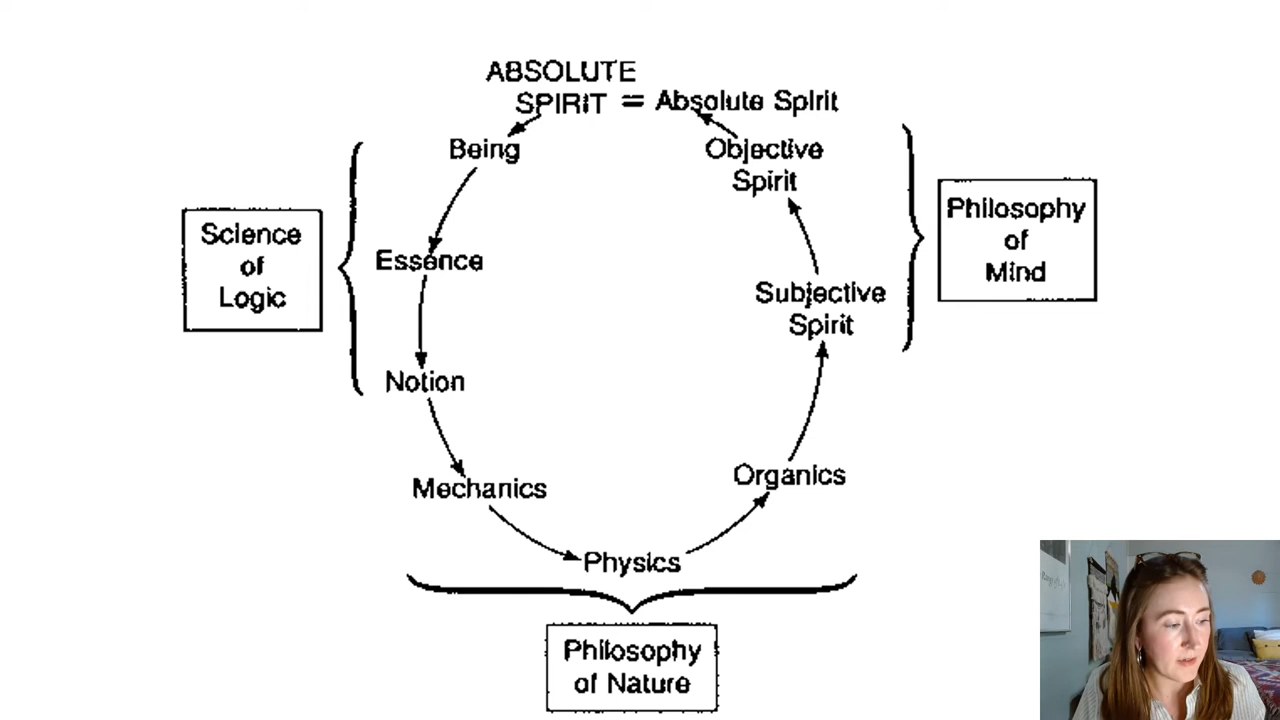 ABSOLUTE
SPIRIT = Absolute Spirit
Being
Objective
Spirit
Science
of
Logic
Essence
Philosophy
of
Mind
Subjective
Spirit
Notion
Mechanics
Organics
Physics
Philosophy
of Nature